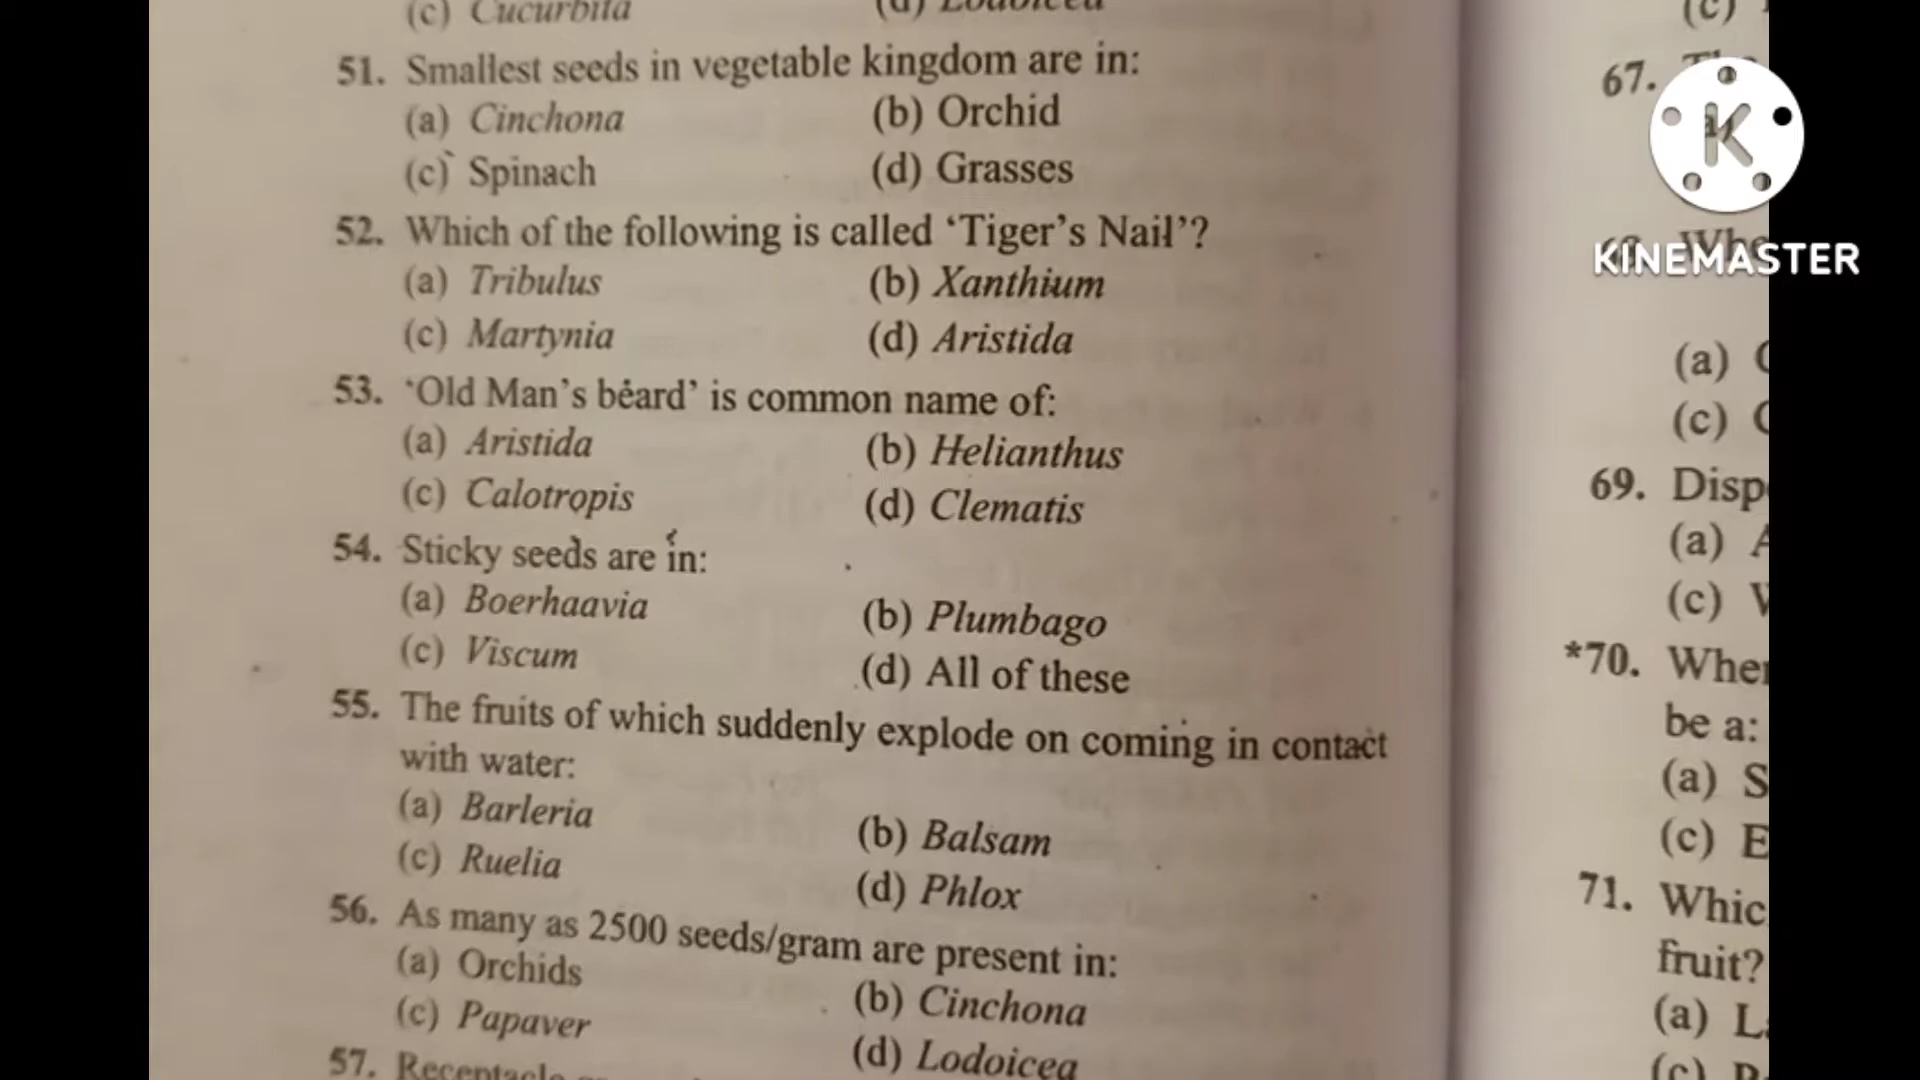 (c) Cucurbita (d) Lodoicea
51. Smallest seeds in vegetable kingdom are in:
(a) Cinchona (b) Orchid
(c) Spinach (d) Grasses
52. Which of the following is called ‘Tiger’s Nail’?
(a) Tribulus (b) Xanthium
(c) Martynia (d) Aristida
53. ‘Old Man’s beard’ is common name of:
(a) Aristida (b) Helianthus
(c) Calotropis (d) Clematis
54. Sticky seeds are in:
(a) Boerhaavia (b) Plumbago
(c) Viscum (d) All of these
55. The fruits of which suddenly explode on coming in contact
with water:
(a) Barleria (b) Balsam
(c) Ruelia (d) Phlox
56. As many as 2500 seeds/gram are present in:
(a) Orchids (b) Cinchona
(c) Papaver (d) Lodoicea
57. Receptacle
(c)
67.
K
KINEMASTER
(a)
(c)
69. Disp
(a)
(c)
*70. When
be a:
(a) S
(c) E
71. Whic
fruit?
(a) L
(c)